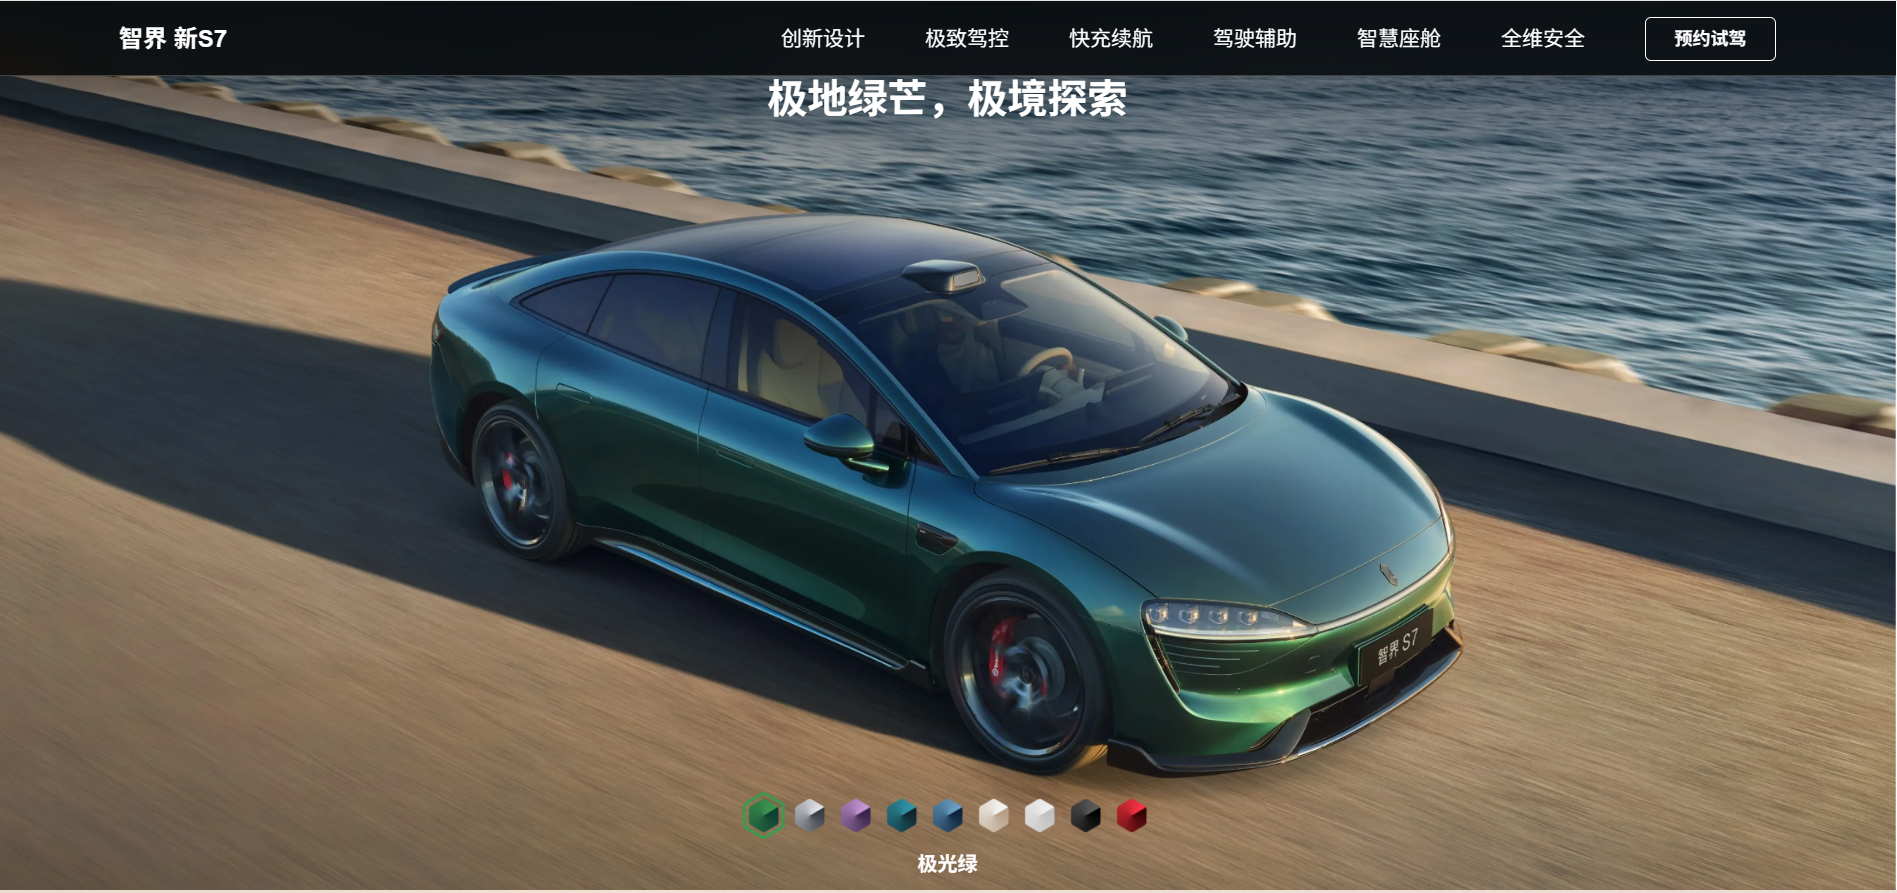 智界 新S7
创新设计
极致驾控
快充续航
驾驶辅助
智慧座舱
全维安全
预约试驾
极地绿芒，极境探索
智界 S7
极光绿